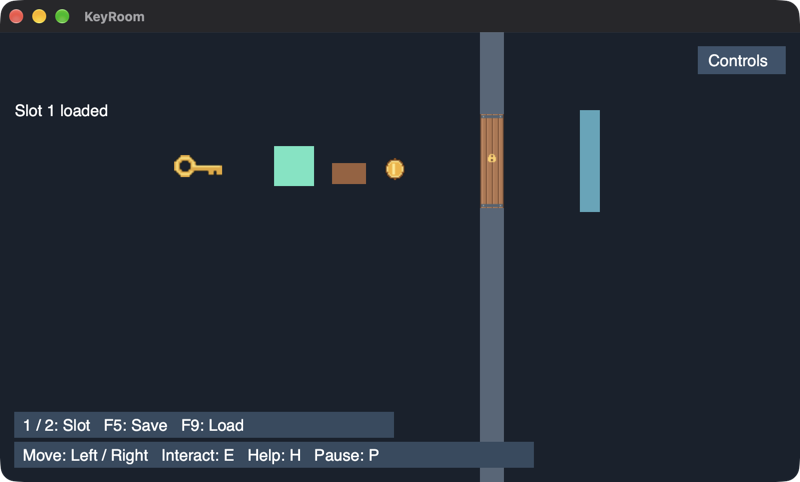 KeyRoom
Controls
Slot 1 loaded
1 / 2: Slot F5: Save F9: Load
Move: Left / Right Interact: E Help: H Pause: P